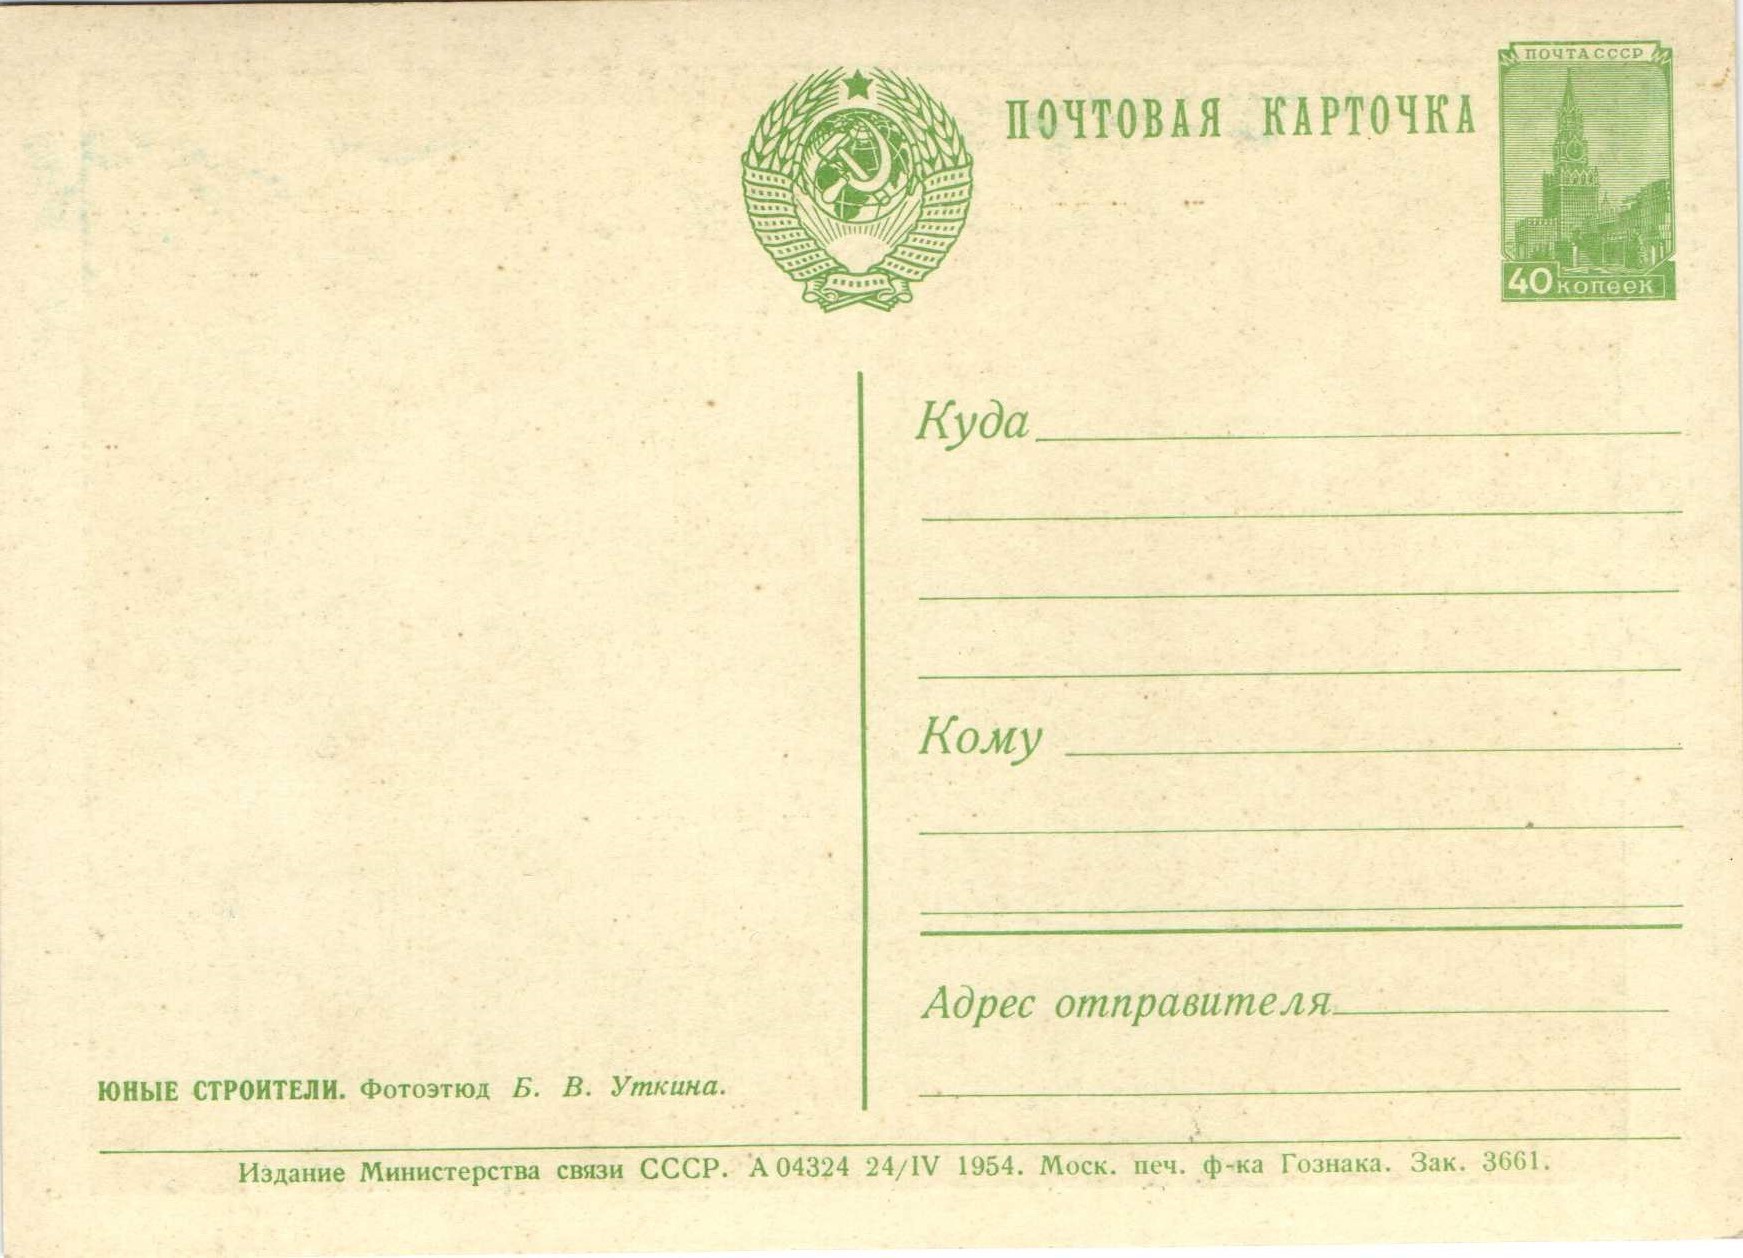 ПОЧТА СССР
ПОЧТОВАЯ КАРТОЧКА
40 копеек
Куда
Кому
Адрес отправителя
ЮНЫЕ СТРОИТЕЛИ. Фотоэтюд Б. В. Уткина.
Издание Министерства связи СССР. А 04324 24/IV 1954. Моск. печ. ф-ка Гознака. Зак. 3661.